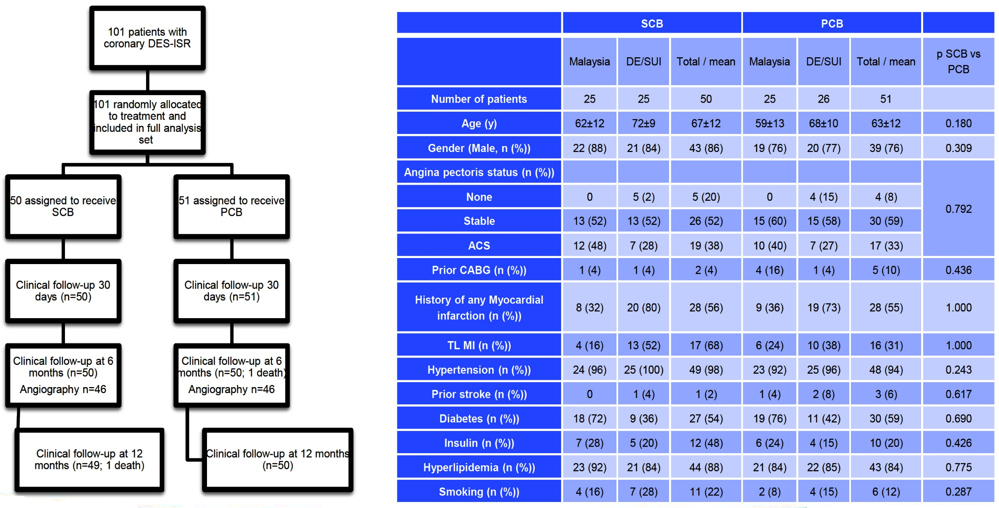 101 patients with
coronary DES-ISR
101 randomly allocated
to treatment and
included in full analysis
set
50 assigned to receive
SCB
51 assigned to receive
PCB
Clinical follow-up 30
days (n=50)
Clinical follow-up 30
days (n=51)
Clinical follow-up at 6
months (n=50)
Angiography n=46
Clinical follow-up at 6
months (n=50; 1 death)
Angiography n=46
Clinical follow-up at 12
months (n=49; 1 death)
Clinical follow-up at 12 months
(n=50)
SCB PCB
Malaysia DE/SUI Total / mean Malaysia DE/SUI Total / mean p SCB vs
PCB
Number of patients 25 25 50 25 26 51
Age (y) 62±12 72±9 67±12 59±13 68±10 63±12 0.180
Gender (Male, n (%)) 22 (88) 21 (84) 43 (86) 19 (76) 20 (77) 39 (76) 0.309
Angina pectoris status (n (%))
None 0 5 (2) 5 (20) 0 4 (15) 4 (8)
0.792
Stable 13 (52) 13 (52) 26 (52) 15 (60) 15 (58) 30 (59)
ACS 12 (48) 7 (28) 19 (38) 10 (40) 7 (27) 17 (33)
Prior CABG (n (%)) 1 (4) 1 (4) 2 (4) 4 (16) 1 (4) 5 (10) 0.436
History of any Myocardial
infarction (n (%)) 8 (32) 20 (80) 28 (56) 9 (36) 19 (73) 28 (55) 1.000
TL MI (n (%)) 4 (16) 13 (52) 17 (68) 6 (24) 10 (38) 16 (31) 1.000
Hypertension (n (%)) 24 (96) 25 (100) 49 (98) 23 (92) 25 (96) 48 (94) 0.243
Prior stroke (n (%)) 0 1 (4) 1 (2) 1 (4) 2 (8) 3 (6) 0.617
Diabetes (n (%)) 18 (72) 9 (36) 27 (54) 19 (76) 11 (42) 30 (59) 0.690
Insulin (n (%)) 7 (28) 5 (20) 12 (48) 6 (24) 4 (15) 10 (20) 0.426
Hyperlipidemia (n (%)) 23 (92) 21 (84) 44 (88) 21 (84) 22 (85) 43 (84) 0.775
Smoking (n (%)) 4 (16) 7 (28) 11 (22) 2 (8) 4 (15) 6 (12) 0.287